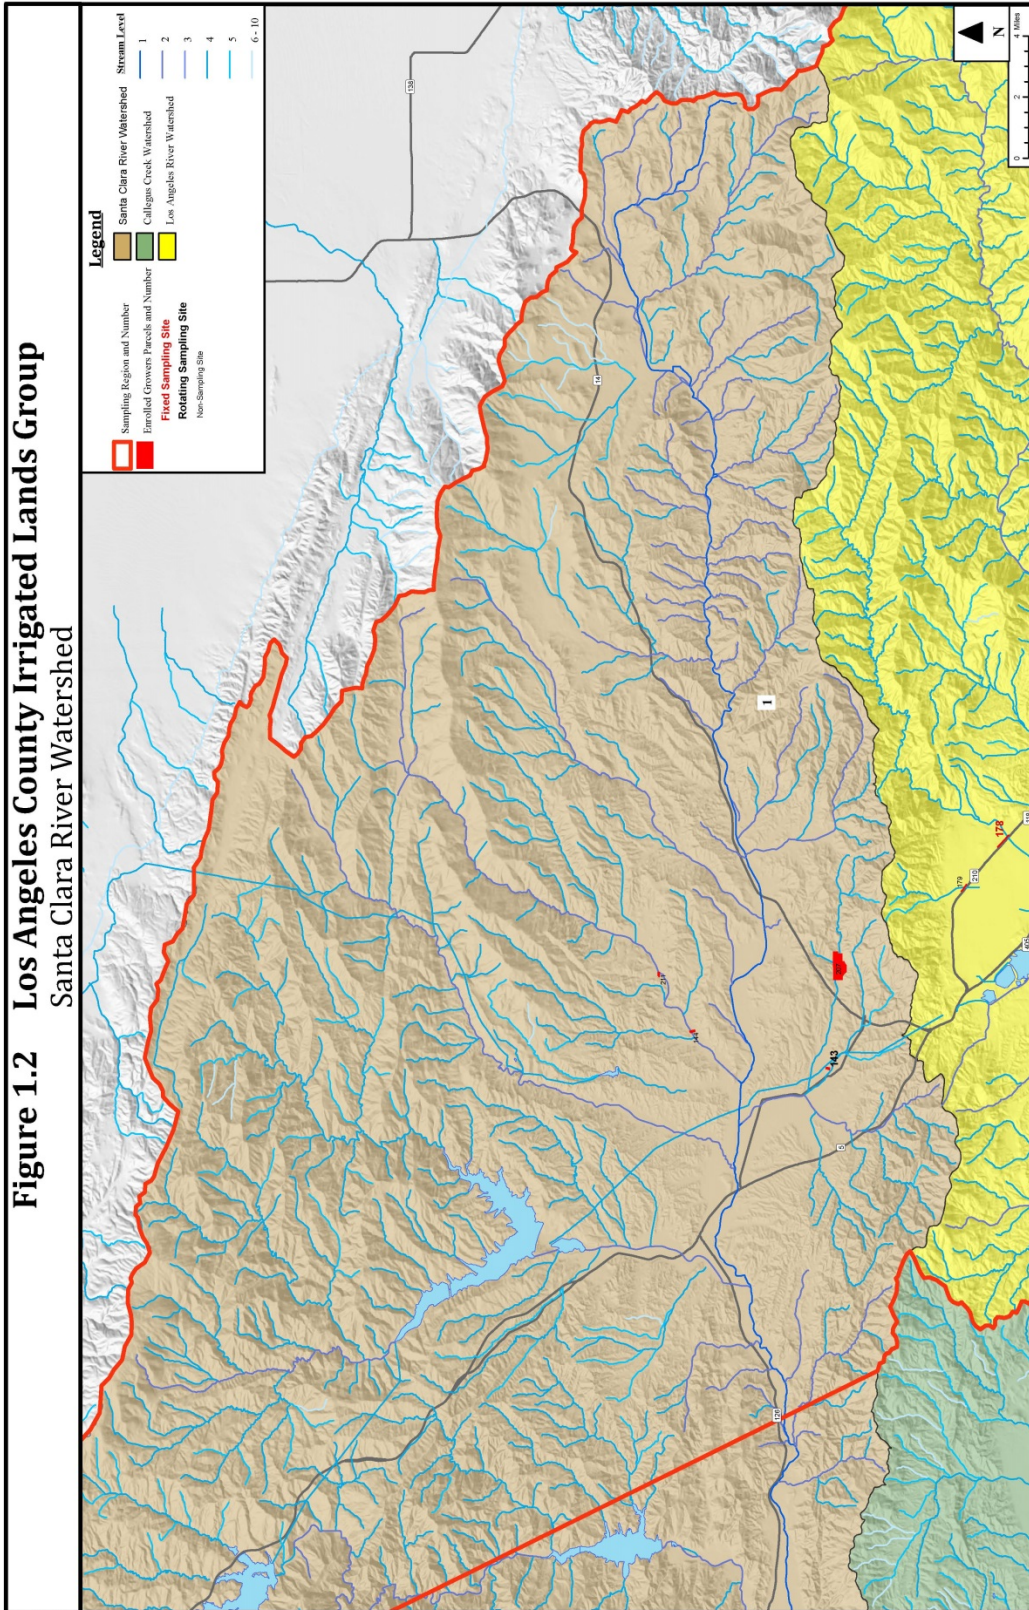 Figure 1.2 Los Angeles County Irrigated Lands Group
Santa Clara River Watershed
Legend
Sampling Region and Number
Enrolled Growers Parcels and Number
Fixed Sampling Site
Rotating Sampling Site
Non-Sampling Site
Santa Clara River Watershed
Callegus Creek Watershed
Los Angeles River Watershed
Stream Level
1
2
3
4
5
6 - 10
138
14
1
5
126
143
179
210
178
405
N
0 1 2 4 Miles